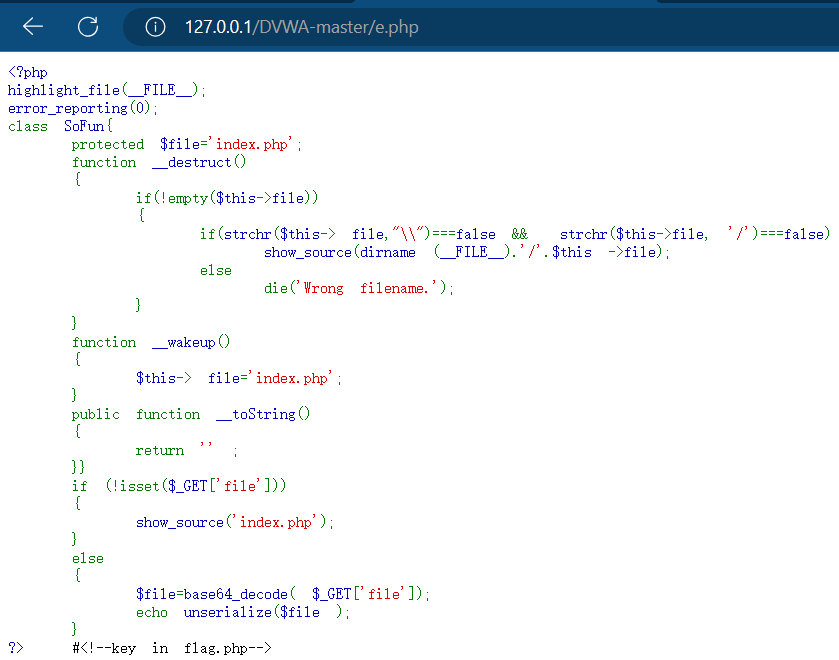 127.0.0.1/DVWA-master/e.php
<?php
highlight_file(__FILE__);
error_reporting(0);
class SoFun{
protected $file='index.php';
function __destruct()
{
if(!empty($this->file))
{
if(strchr($this-> file,"\\")===false && strchr($this->file, '/')===false)
show_source(dirname (__FILE__).'/'.$this ->file);
else
die('Wrong filename.');
}
}
function __wakeup()
{
$this-> file='index.php';
}
public function __toString()
{
return '' ;
}}
if (!isset($_GET['file']))
{
show_source('index.php');
}
else
{
$file=base64_decode( $_GET['file']);
echo unserialize($file );
}
?> #<!--key in flag.php-->